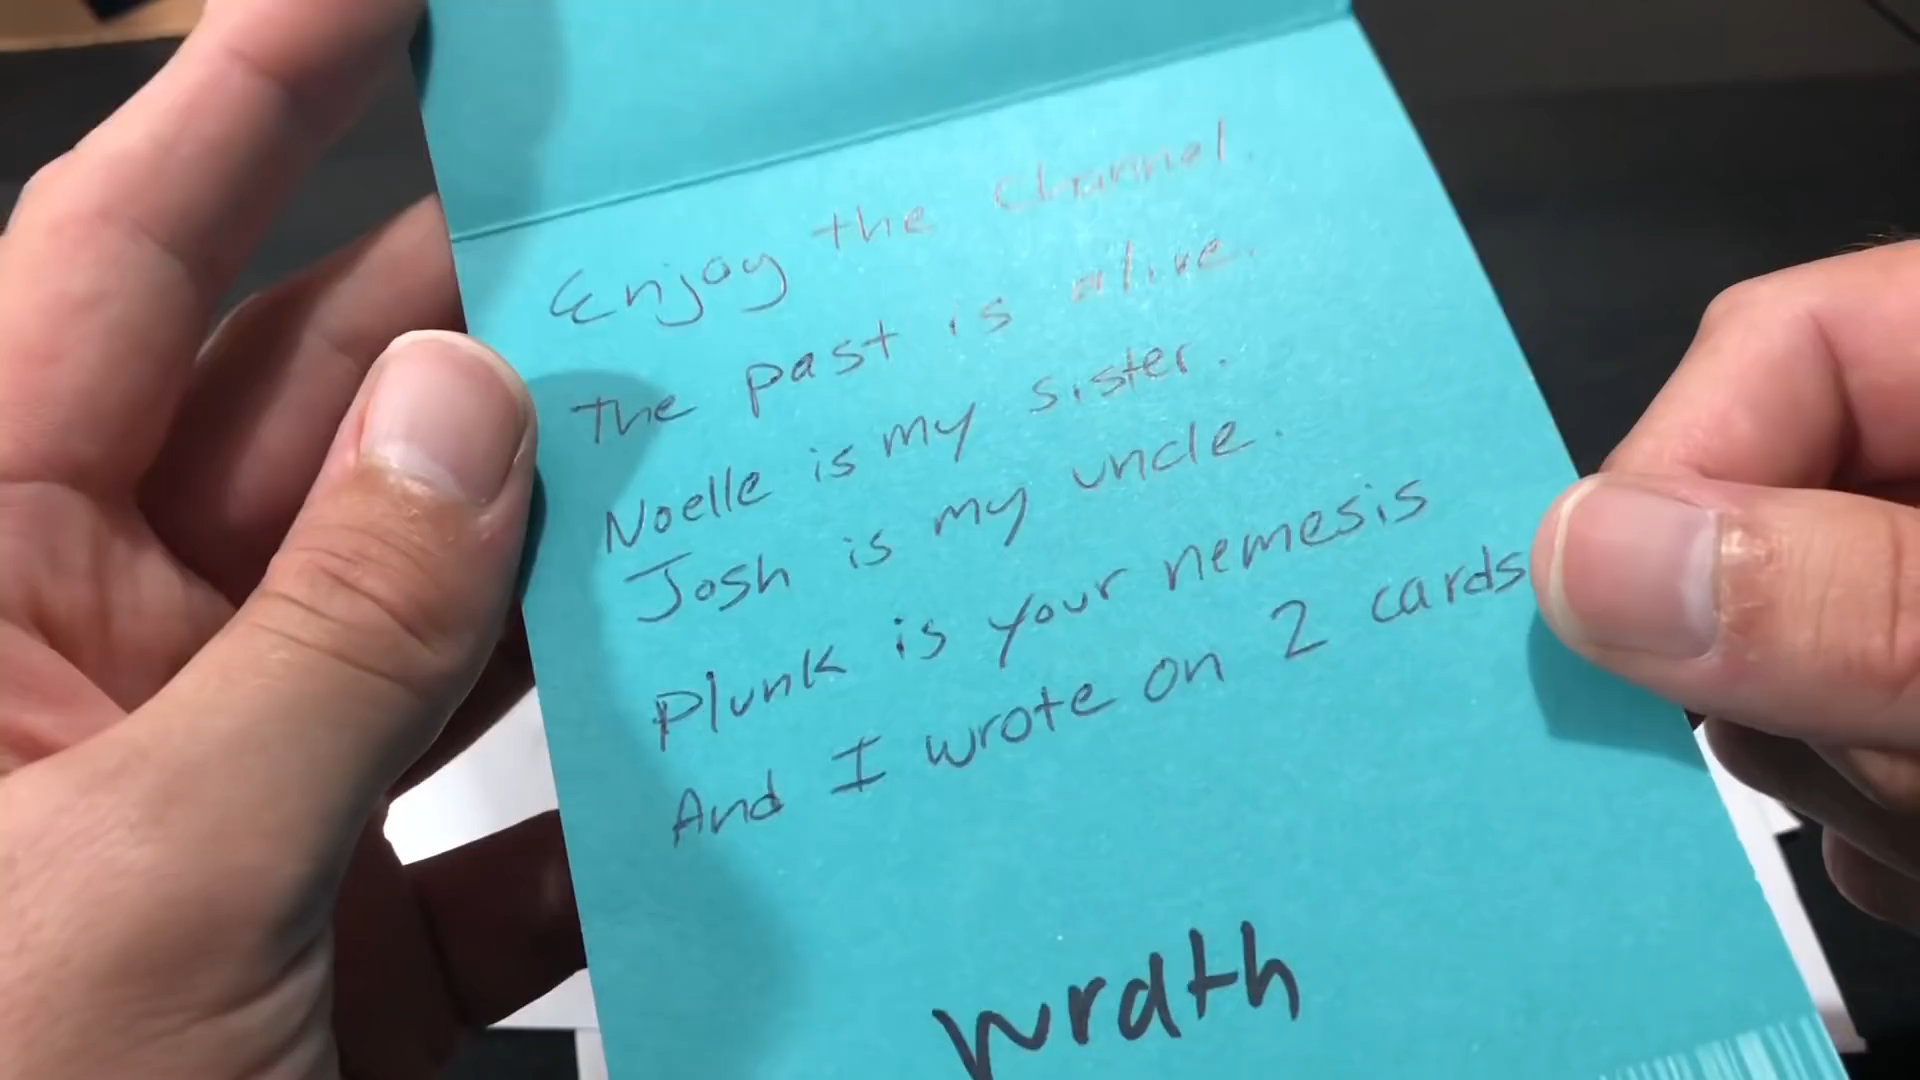 Enjoy the Channel.
The past is alive.
Noelle is my sister.
Josh is my uncle.
Plunk is your nemesis
And I wrote on 2 cards
wrath